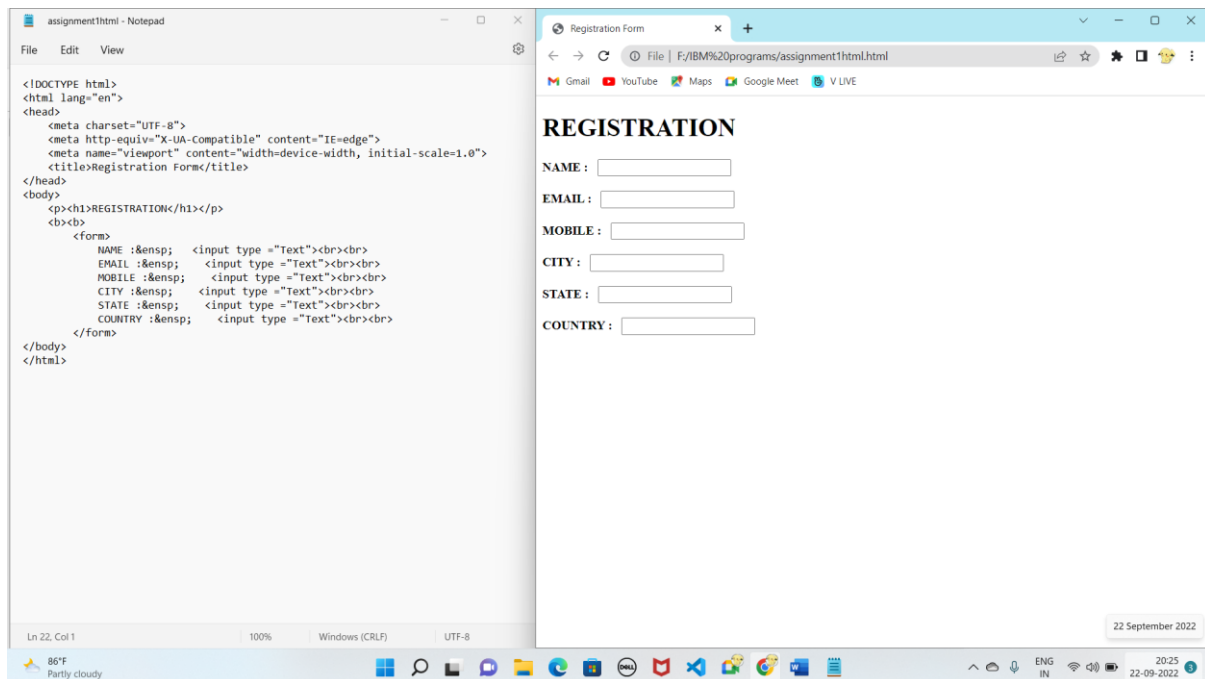 assignment1html - Notepad
File Edit View
<!DOCTYPE html>
<html lang="en">
<head>
    <meta charset="UTF-8">
    <meta http-equiv="X-UA-Compatible" content="IE=edge">
    <meta name="viewport" content="width=device-width, initial-scale=1.0">
    <title>Registration Form</title>
</head>
<body>
    <p><h1>REGISTRATION</h1></p>
    <b><b>
        <form>
            NAME :&ensp;   <input type ="Text"><br><br>
            EMAIL :&ensp;    <input type ="Text"><br><br>
            MOBILE :&ensp;    <input type ="Text"><br><br>
            CITY :&ensp;    <input type ="Text"><br><br>
            STATE :&ensp;    <input type ="Text"><br><br>
            COUNTRY :&ensp;    <input type ="Text"><br><br>
        </form>
</body>
</html>
Ln 22, Col 1 100% Windows (CRLF) UTF-8
Registration Form
File | F:/IBM%20programs/assignment1html.html
Gmail YouTube Maps Google Meet V LIVE
REGISTRATION
NAME :
EMAIL :
MOBILE :
CITY :
STATE :
COUNTRY :
22 September 2022
86°F
Partly cloudy
DELL
ENG
IN
20:25
22-09-2022
3